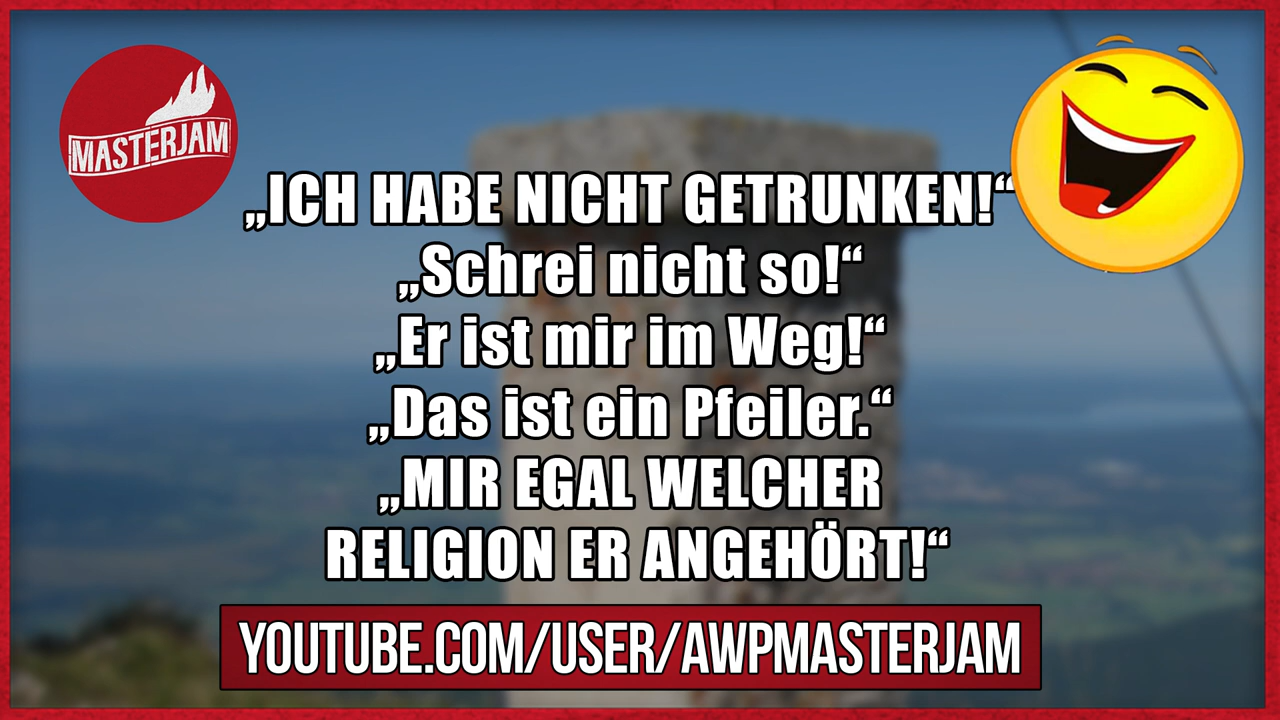 MASTERJAM
„ICH HABE NICHT GETRUNKEN!“
„Schrei nicht so!“
„Er ist mir im Weg!“
„Das ist ein Pfeiler.“
„MIR EGAL WELCHER
RELIGION ER ANGEHÖRT!“
YOUTUBE.COM/USER/AWPMASTERJAM